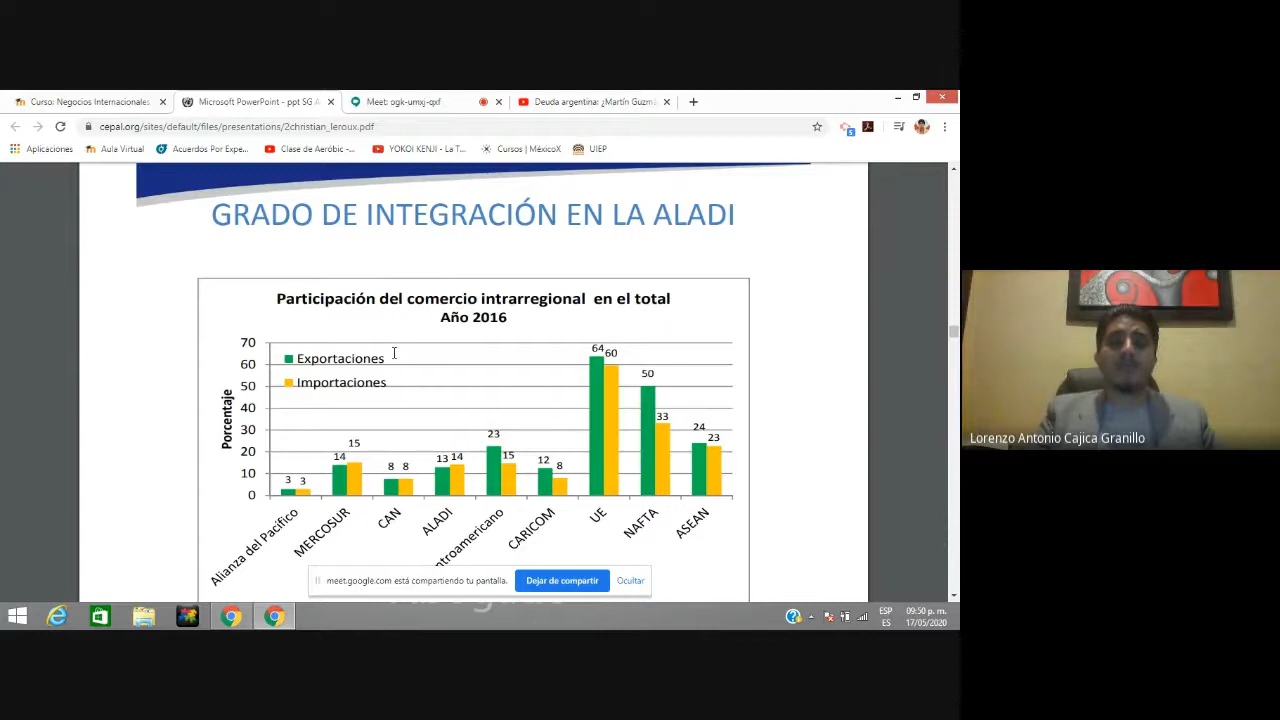 Curso: Negocios Internacionales
Microsoft PowerPoint - ppt SG A
Meet: ogk-umxj-qxf
Deuda argentina: ¿Martín Guzm
cepal.org/sites/default/files/presentations/2christian_leroux.pdf
5
Aplicaciones
Aula Virtual
Acuerdos Por Expe...
Clase de Aeróbic -...
YOKOI KENJI - La T...
Cursos | MéxicoX
UIEP
GRADO DE INTEGRACIÓN EN LA ALADI
Participación del comercio intrarregional en el total
Año 2016
Exportaciones
Importaciones
Porcentaje
70
60
50
40
30
20
10
0
3 3
14 15
8 8
13 14
23 15
12 8
64 60
50 33
24 23
Alianza del Pacífico
MERCOSUR
CAN
ALADI
ntroamericano
CARICOM
UE
NAFTA
ASEAN
meet.google.com está compartiendo tu pantalla.
Dejar de compartir
Ocultar
ESP
ES
09:50 p. m.
17/05/2020
Lorenzo Antonio Cajica Granillo